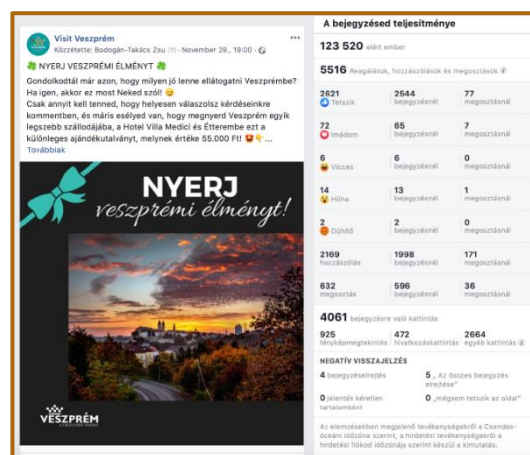 Visit Veszprém
Közzétette: Bodogán-Takács Zsu [?] · November 29., 19:00 ·
🍀 NYERJ VESZPRÉMI ÉLMÉNYT 🍀
Gondolkodtál már azon, hogy milyen jó lenne ellátogatni Veszprémbe?
Ha igen, akkor ez most Neked szól! 😉
Csak annyit kell tenned, hogy helyesen válaszolsz kérdéseinkre
kommentben, és máris esélyed van, hogy megnyerd Veszprém egyik
legszebb szállodájába, a Hotel Villa Medici és Étterembe ezt a
különleges ajándékutalványt, melynek értéke 55.000 Ft! 😍👇...
Továbbiak
NYERJ
veszprémi élményt!
VESZPRÉM
A bejegyzésed teljesítménye
123 520 elért ember
5516 Reagálások, hozzászólások és megosztások
2621 2544 77
Tetszik bejegyzésnél megosztásnál
72 65 7
Imádom bejegyzésnél megosztásnál
6 6 0
Vicces bejegyzésnél megosztásnál
14 13 1
Hűha bejegyzésnél megosztásnál
2 2 0
Dühítő bejegyzésnél megosztásnál
2169 1998 171
hozzászólás bejegyzésnél megosztásnál
632 596 36
megosztás bejegyzésnél megosztásnál
4061 bejegyzésre való kattintás
925 472 2664
fényképmegtekintés hivatkozáskattintás egyéb kattintás
NEGATÍV VISSZAJELZÉS
4 bejegyzéselrejtés 5 „ Az összes bejegyzés
elrejtése"
0 jelentés kéretlen 0 „mégsem tetszik az oldal"
tartalomként
Az elemzésekben megjelenő tevékenységekről a Csendes-
óceáni időzóna szerint, a hirdetési tevékenységekről a
hirdetési fiókod időzónája szerint készül a kimutatás.